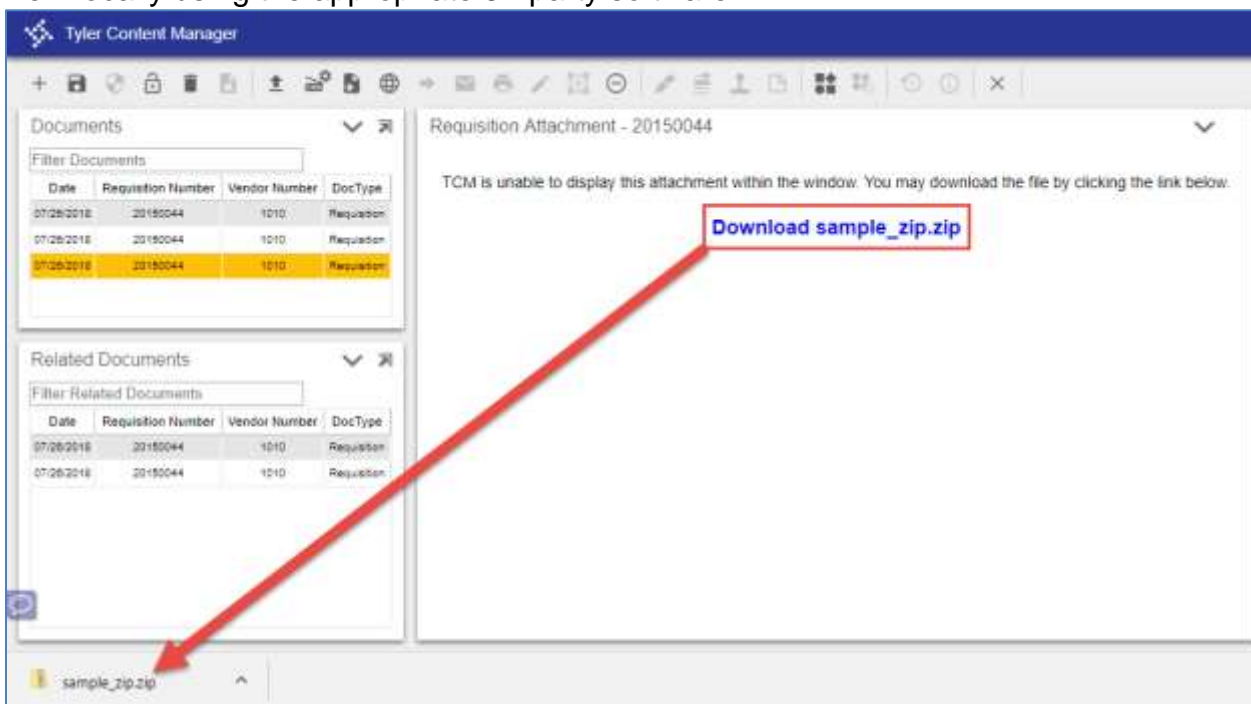 Tyler Content Manager
Documents
Filter Documents
Date Requisition Number Vendor Number DocType
07/26/2018 20150044 1010 Requisition
07/26/2018 20150044 1010 Requisition
07/26/2018 20150044 1010 Requisition
Related Documents
Filter Related Documents
Date Requisition Number Vendor Number DocType
07/26/2018 20150044 1010 Requisition
07/26/2018 20150044 1010 Requisition
Requisition Attachment - 20150044
TCM is unable to display this attachment within the window. You may download the file by clicking the link below.
Download sample_zip.zip
sample_zip.zip